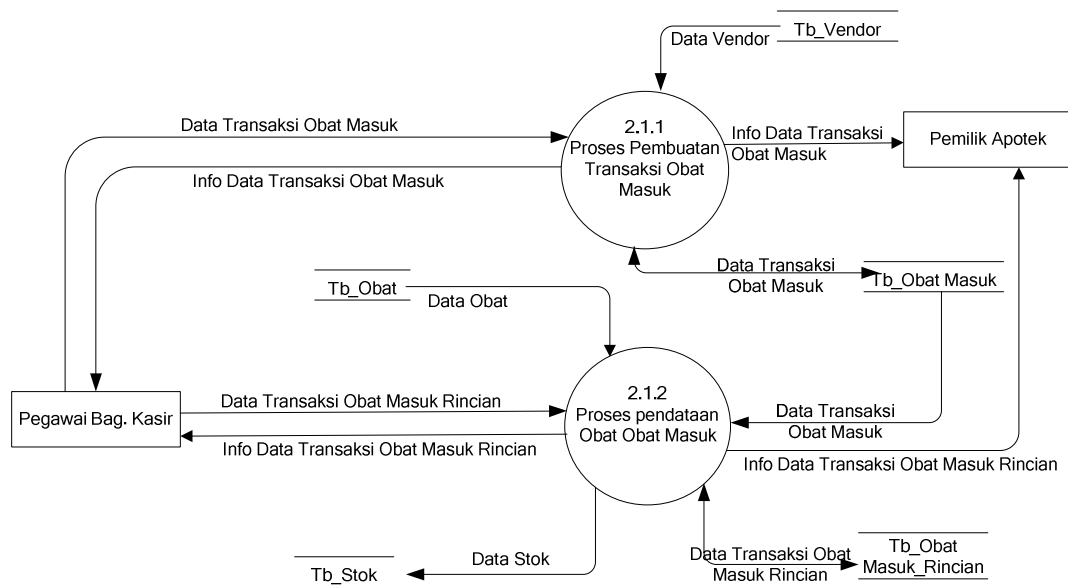 Tb_Vendor
Data Vendor
2.1.1
Proses Pembuatan
Transaksi Obat
Masuk
Data Transaksi Obat Masuk
Info Data Transaksi
Obat Masuk
Pemilik Apotek
Info Data Transaksi Obat Masuk
Data Transaksi
Obat Masuk
Tb_Obat Masuk
Tb_Obat
Data Obat
2.1.2
Proses pendataan
Obat Obat Masuk
Pegawai Bag. Kasir
Data Transaksi Obat Masuk Rincian
Data Transaksi
Obat Masuk
Info Data Transaksi Obat Masuk Rincian
Info Data Transaksi Obat Masuk Rincian
Tb_Stok
Data Stok
Data Transaksi Obat
Masuk Rincian
Tb_Obat
Masuk_Rincian